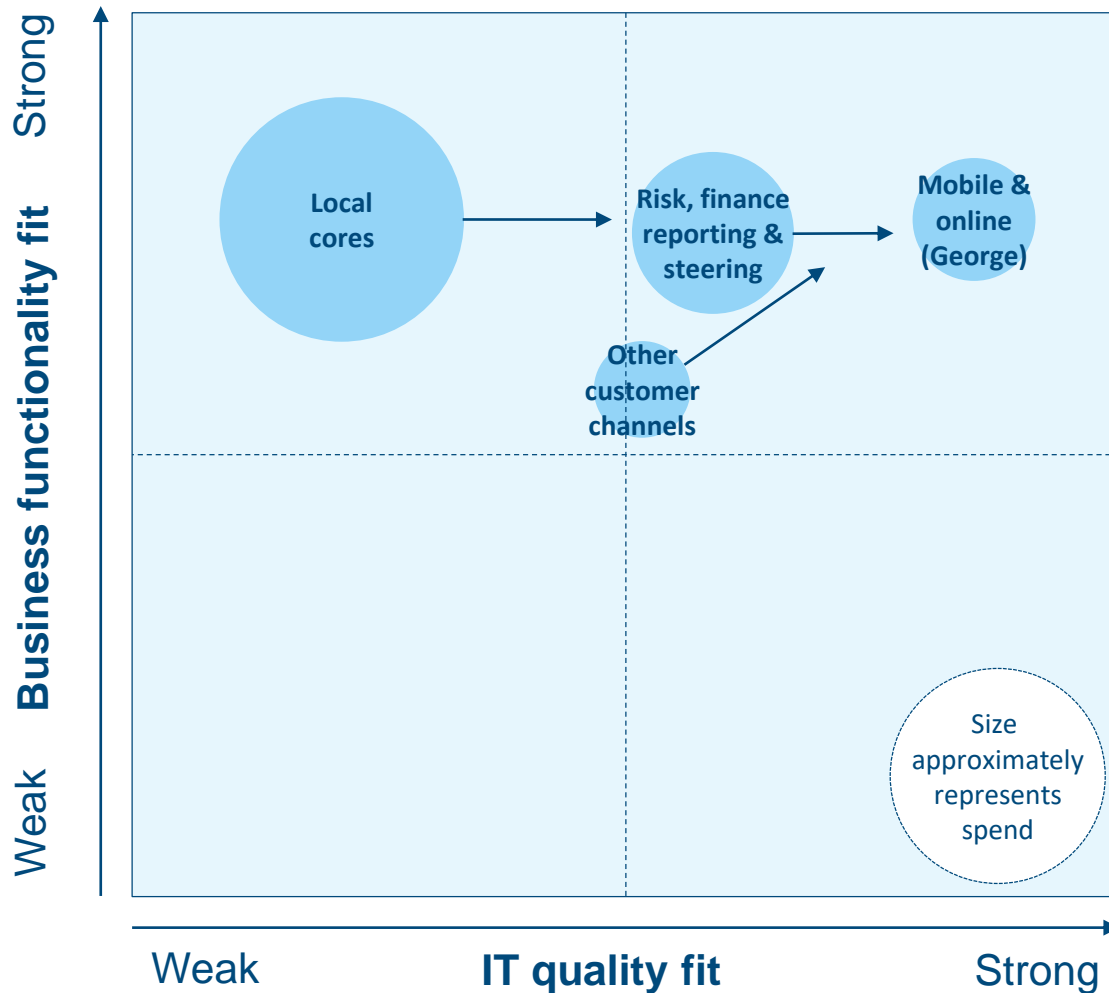 Strong
Business functionality fit
Weak
Local
cores
Risk, finance
reporting &
steering
Mobile &
online
(George)
Other
customer
channels
Size
approximately
represents
spend
Weak
IT quality fit
Strong